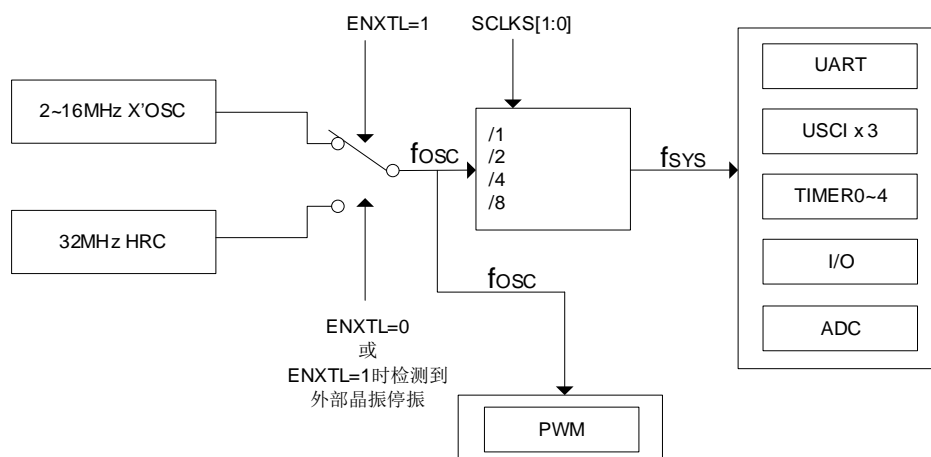 ENXTL=1
SCLKS[1:0]
2~16MHz X'OSC
32MHz HRC
fOSC
/1
/2
/4
/8
fSYS
UART
USCI x 3
TIMER0~4
I/O
ADC
fOSC
ENXTL=0
或
ENXTL=1时检测到
外部晶振停振
PWM